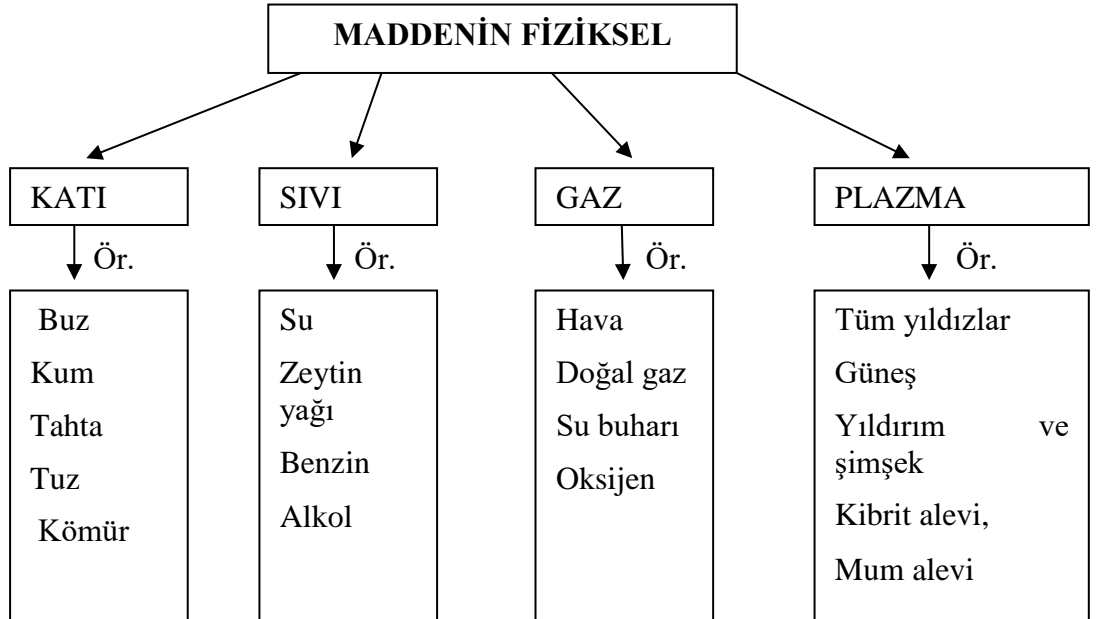 MADDENİN FİZİKSEL
KATI
SIVI
GAZ
PLAZMA
Ör.
Ör.
Ör.
Ör.
Buz
Kum
Tahta
Tuz
Kömür
Su
Zeytin
yağı
Benzin
Alkol
Hava
Doğal gaz
Su buharı
Oksijen
Tüm yıldızlar
Güneş
Yıldırım ve
şimşek
Kibrit alevi,
Mum alevi